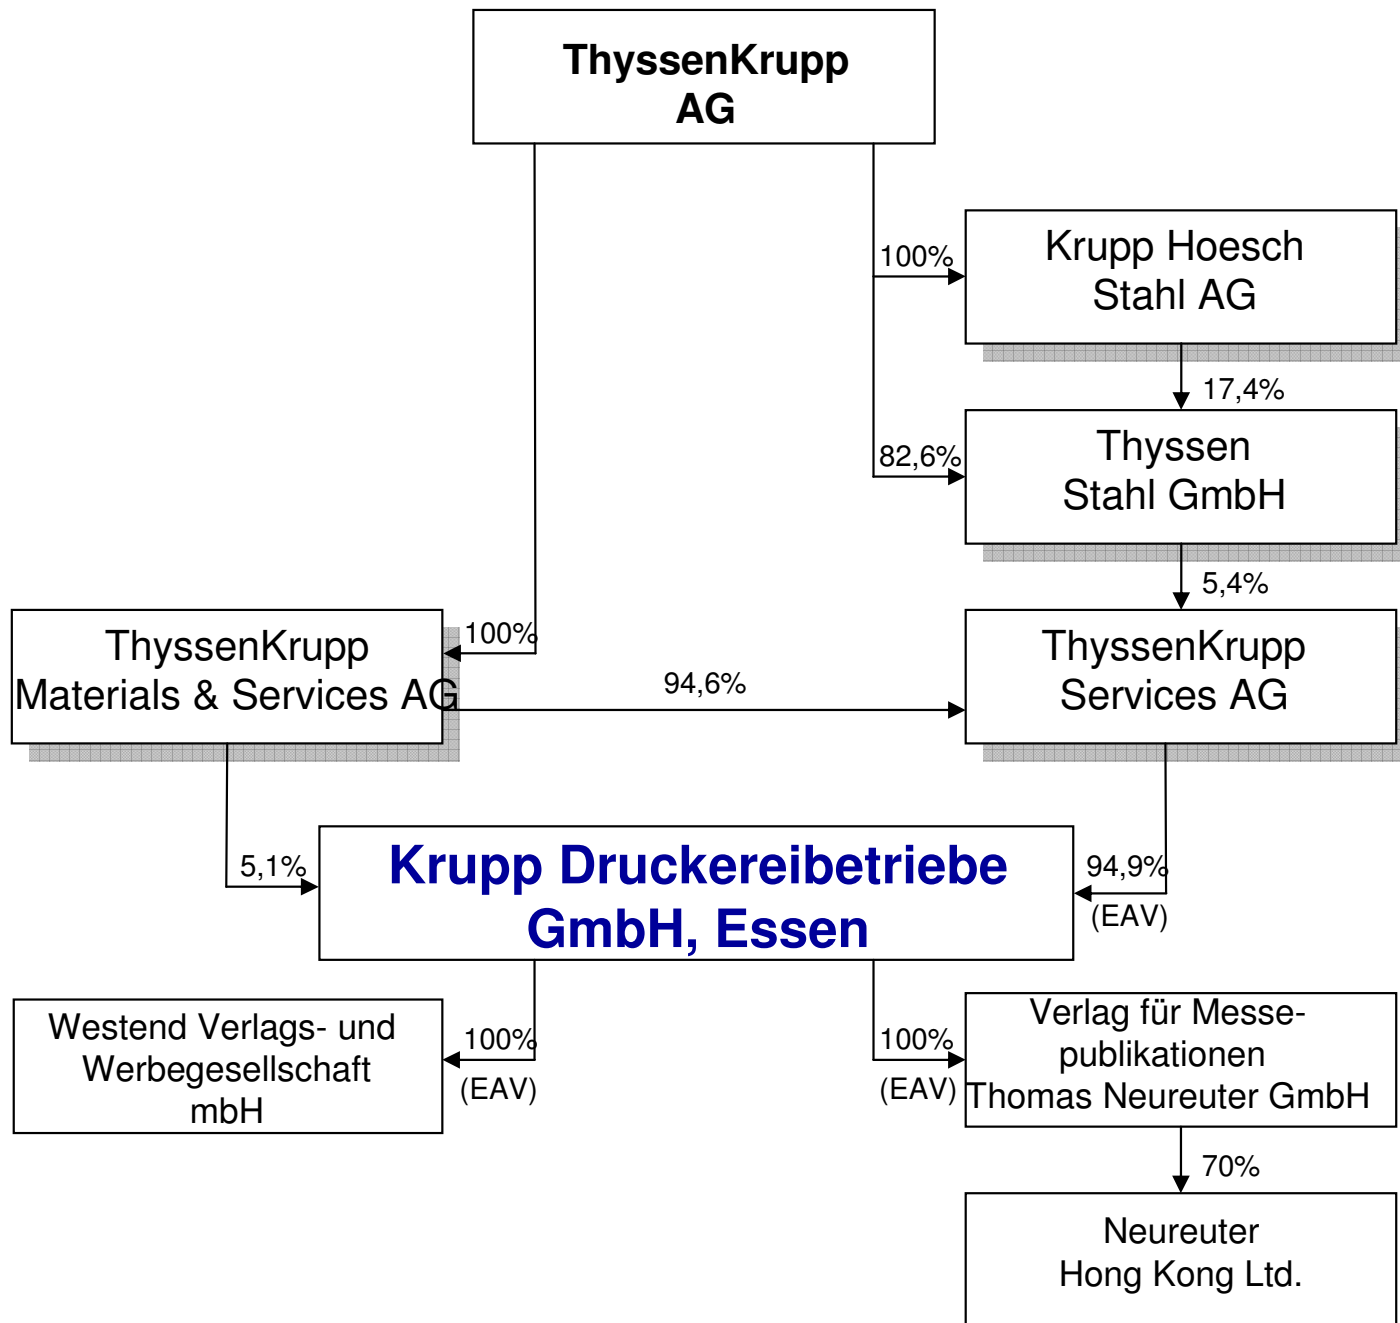 ThyssenKrupp
AG
100%
Krupp Hoesch
Stahl AG
17,4%
82,6%
Thyssen
Stahl GmbH
5,4%
ThyssenKrupp
Materials & Services AG
100%
94,6%
ThyssenKrupp
Services AG
5,1%
Krupp Druckereibetriebe
GmbH, Essen
94,9%
(EAV)
Westend Verlags- und
Werbegesellschaft
mbH
100%
(EAV)
100%
(EAV)
Verlag für Messe-
publikationen
Thomas Neureuter GmbH
70%
Neureuter
Hong Kong Ltd.